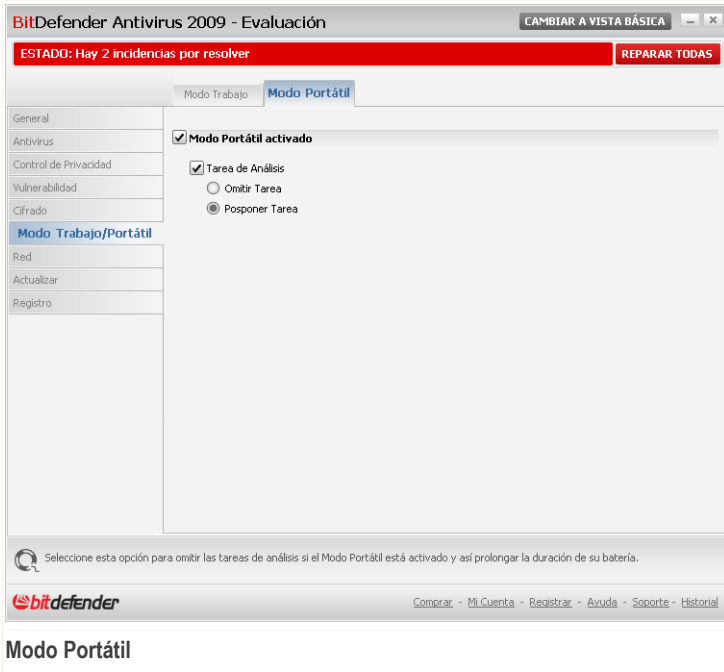 BitDefender Antivirus 2009 - Evaluación
CAMBIAR A VISTA BÁSICA
ESTADO: Hay 2 incidencias por resolver
REPARAR TODAS
Modo Trabajo
Modo Portátil
General
Antivirus
Control de Privacidad
Vulnerabilidad
Cifrado
Modo Trabajo/Portátil
Red
Actualizar
Registro
Modo Portátil activado
Tarea de Análisis
Omitir Tarea
Posponer Tarea
Seleccione esta opción para omitir las tareas de análisis si el Modo Portátil está activado y así prolongar la duración de su batería.
bitdefender
Comprar - Mi Cuenta - Registrar - Ayuda - Soporte - Historial
Modo Portátil